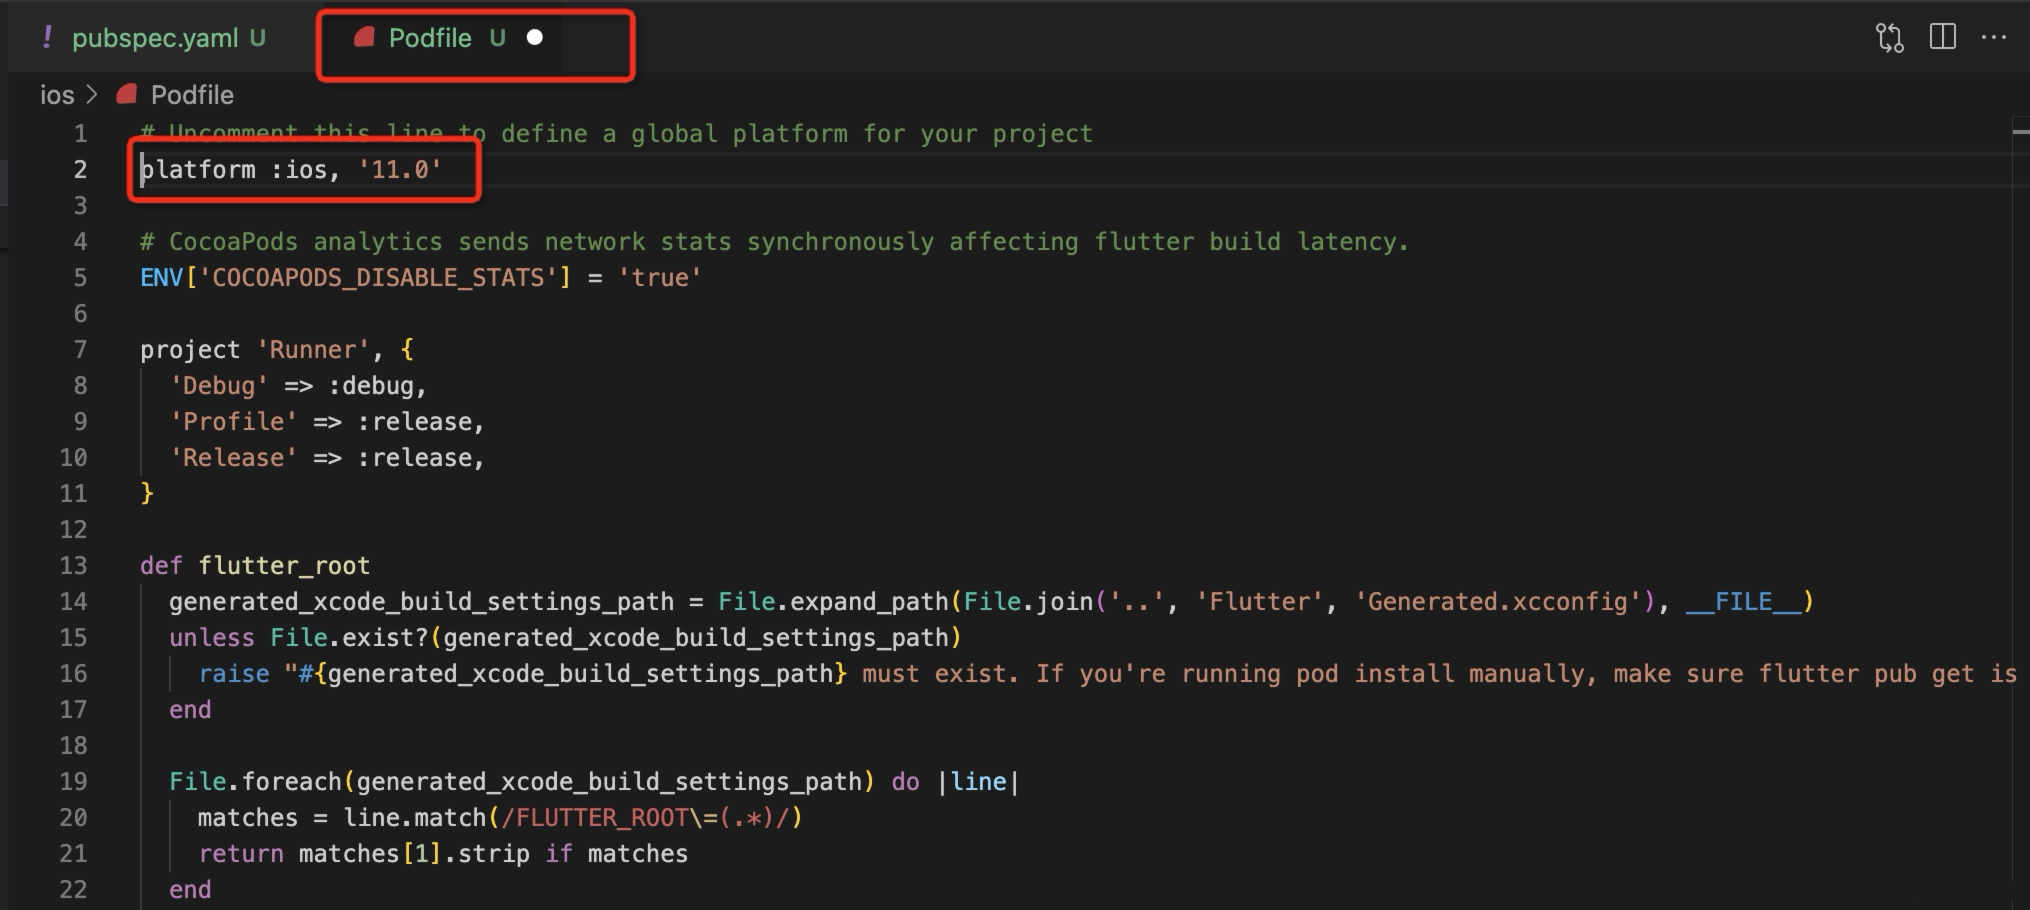 ! pubspec.yaml U
Podfile U
ios > Podfile
1 # Uncomment this line to define a global platform for your project
2 platform :ios, '11.0'
3
4 # CocoaPods analytics sends network stats synchronously affecting flutter build latency.
5 ENV['COCOAPODS_DISABLE_STATS'] = 'true'
6
7 project 'Runner', {
8 'Debug' => :debug,
9 'Profile' => :release,
10 'Release' => :release,
11 }
12
13 def flutter_root
14 generated_xcode_build_settings_path = File.expand_path(File.join('..', 'Flutter', 'Generated.xcconfig'), __FILE__)
15 unless File.exist?(generated_xcode_build_settings_path)
16 raise "#{generated_xcode_build_settings_path} must exist. If you're running pod install manually, make sure flutter pub get is
17 end
18
19 File.foreach(generated_xcode_build_settings_path) do |line|
20 matches = line.match(/FLUTTER_ROOT\=(.*)/)
21 return matches[1].strip if matches
22 end